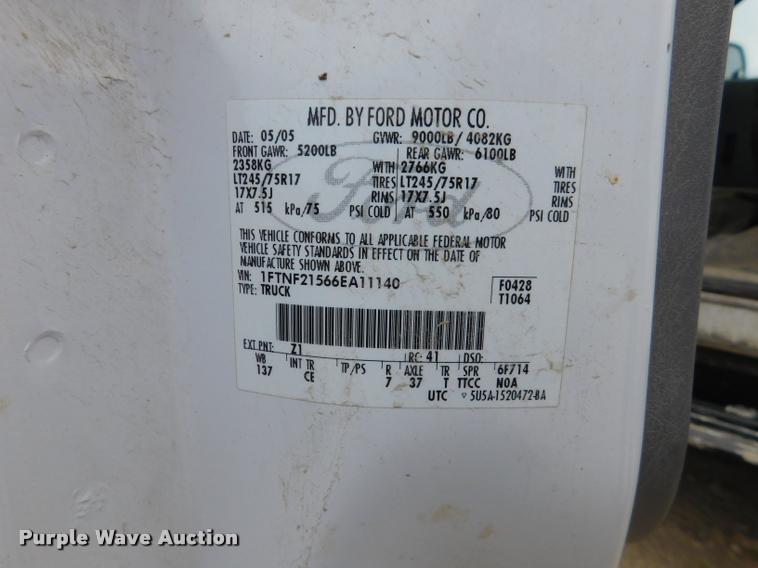 MFD. BY FORD MOTOR CO.
DATE: 05/05 GVWR: 9000LB / 4082KG
FRONT GAWR: 5200LB REAR GAWR: 6100LB
2358KG WITH 2766KG WITH
LT245/75R17 TIRES LT245/75R17 TIRES
17X7.5J RIMS 17X7.5J RIMS
AT 515 kPa/75 PSI COLD AT 550 kPa/80 PSI COLD
Ford
THIS VEHICLE CONFORMS TO ALL APPLICABLE FEDERAL MOTOR
VEHICLE SAFETY STANDARDS IN EFFECT ON THE DATE OF
MANUFACTURE SHOWN ABOVE.
VIN: 1FTNF21566EA11140 F0428
TYPE: TRUCK T1064
EXT PNT: Z1 RC: 41 DSO:
WB INT TR TP/PS R AXLE TR SPR 6F714
137 CE 7 37 T TTCC N0A
UTC ▽ 5U5A-1520472-BA
Purple Wave Auction